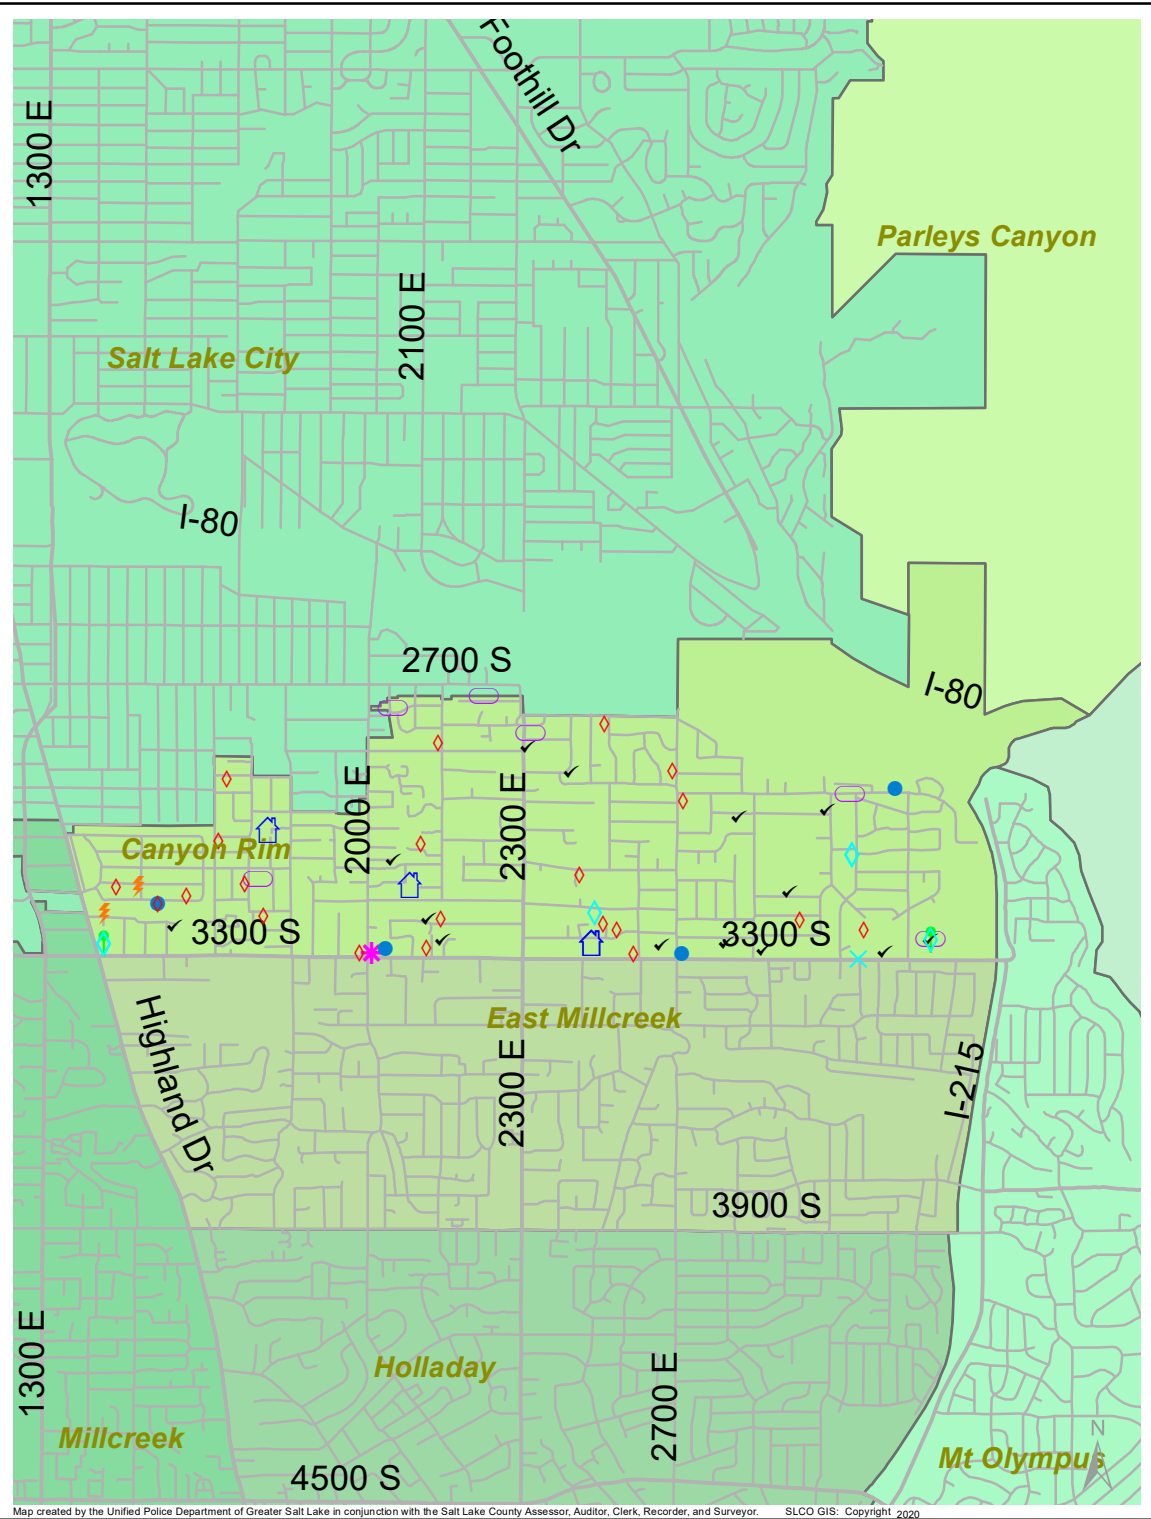 Foothill Dr
1300 E
Parleys Canyon
2100 E
Salt Lake City
I-80
2700 S
I-80
2000 E
2300 E
Canyon Rim
3300 S
3300 S
East Millcreek
Highland Dr
2300 E
I-215
3900 S
1300 E
Holladay
2700 E
Millcreek
N
Mt Olympus
4500 S
Map created by the Unified Police Department of Greater Salt Lake in conjunction with the Salt Lake County Assessor, Auditor, Clerk, Recorder, and Surveyor. SLCO GIS: Copyright 2020